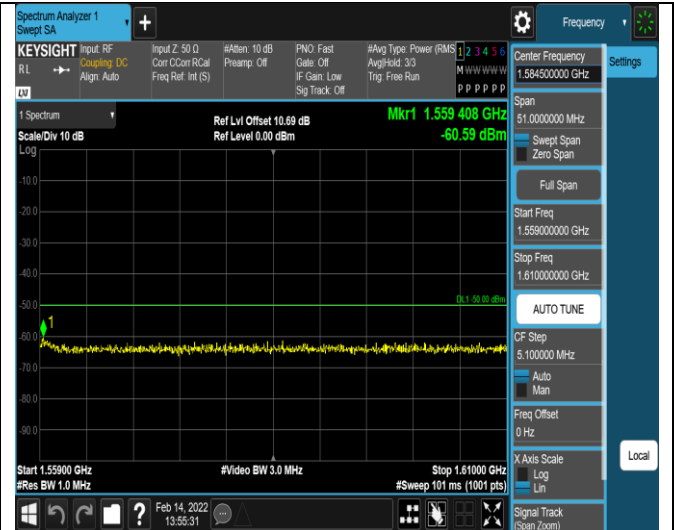 Spectrum Analyzer 1
Swept SA
+
Frequency
KEYSIGHT
RL
LXI
Input: RF
Coupling: DC
Align: Auto
Input Z: 50 Ω
Corr CCorr RCal
Freq Ref: Int (S)
#Atten: 10 dB
Preamp: Off
PNO: Fast
Gate: Off
IF Gain: Low
Sig Track: Off
#Avg Type: Power (RMS
Avg|Hold: 3/3
Trig: Free Run
1 2 3 4 5 6
M W W W W W
P P P P P P
Center Frequency
1.584500000 GHz
Settings
Span
51.0000000 MHz
Swept Span
Zero Span
Full Span
Start Freq
1.559000000 GHz
Stop Freq
1.610000000 GHz
AUTO TUNE
CF Step
5.100000 MHz
Auto
Man
Freq Offset
0 Hz
X Axis Scale
Log
Lin
Local
Signal Track
(Span Zoom)
1 Spectrum
Scale/Div 10 dB
Ref Lvl Offset 10.69 dB
Ref Level 0.00 dBm
Mkr1 1.559 408 GHz
-60.59 dBm
Log
-10.0
-20.0
-30.0
-40.0
-50.0
DL1 -50.00 dBm
1
-60.0
-70.0
-80.0
-90.0
Start 1.55900 GHz
#Res BW 1.0 MHz
#Video BW 3.0 MHz
Stop 1.61000 GHz
#Sweep 101 ms (1001 pts)
?
Feb 14, 2022
13:55:31